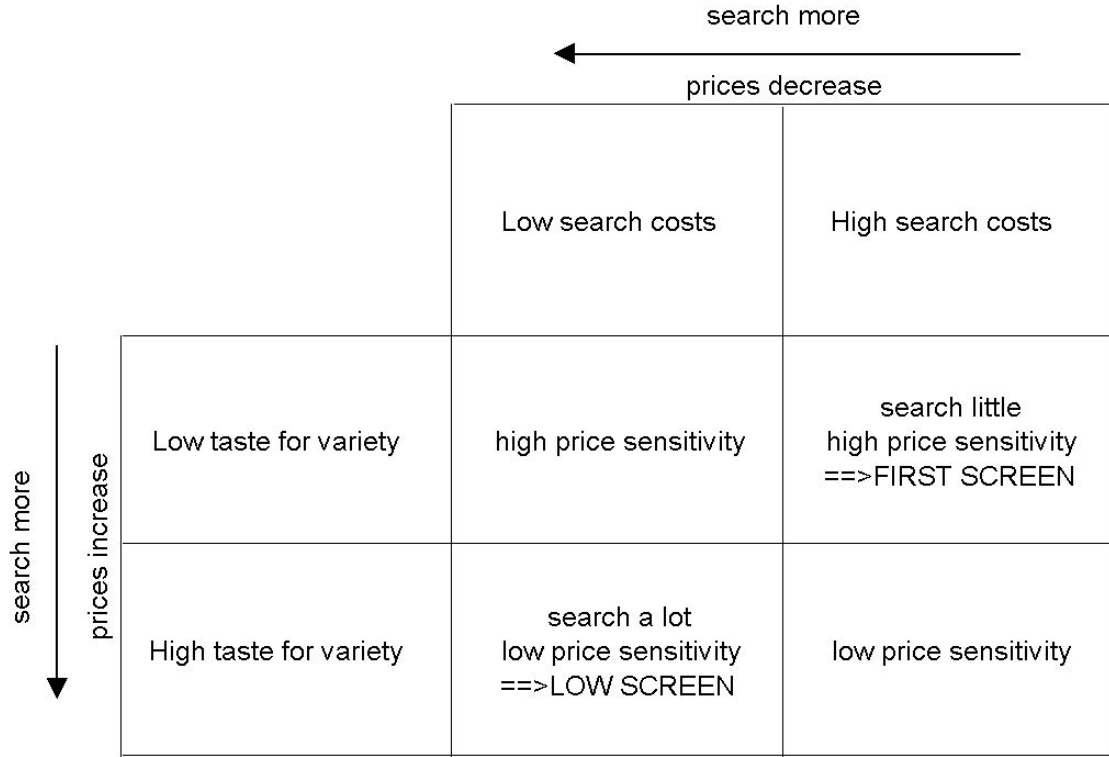 search more
prices decrease
Low search costs
High search costs
search more
prices increase
Low taste for variety
high price sensitivity
search little
high price sensitivity
==>FIRST SCREEN
High taste for variety
search a lot
low price sensitivity
==>LOW SCREEN
low price sensitivity